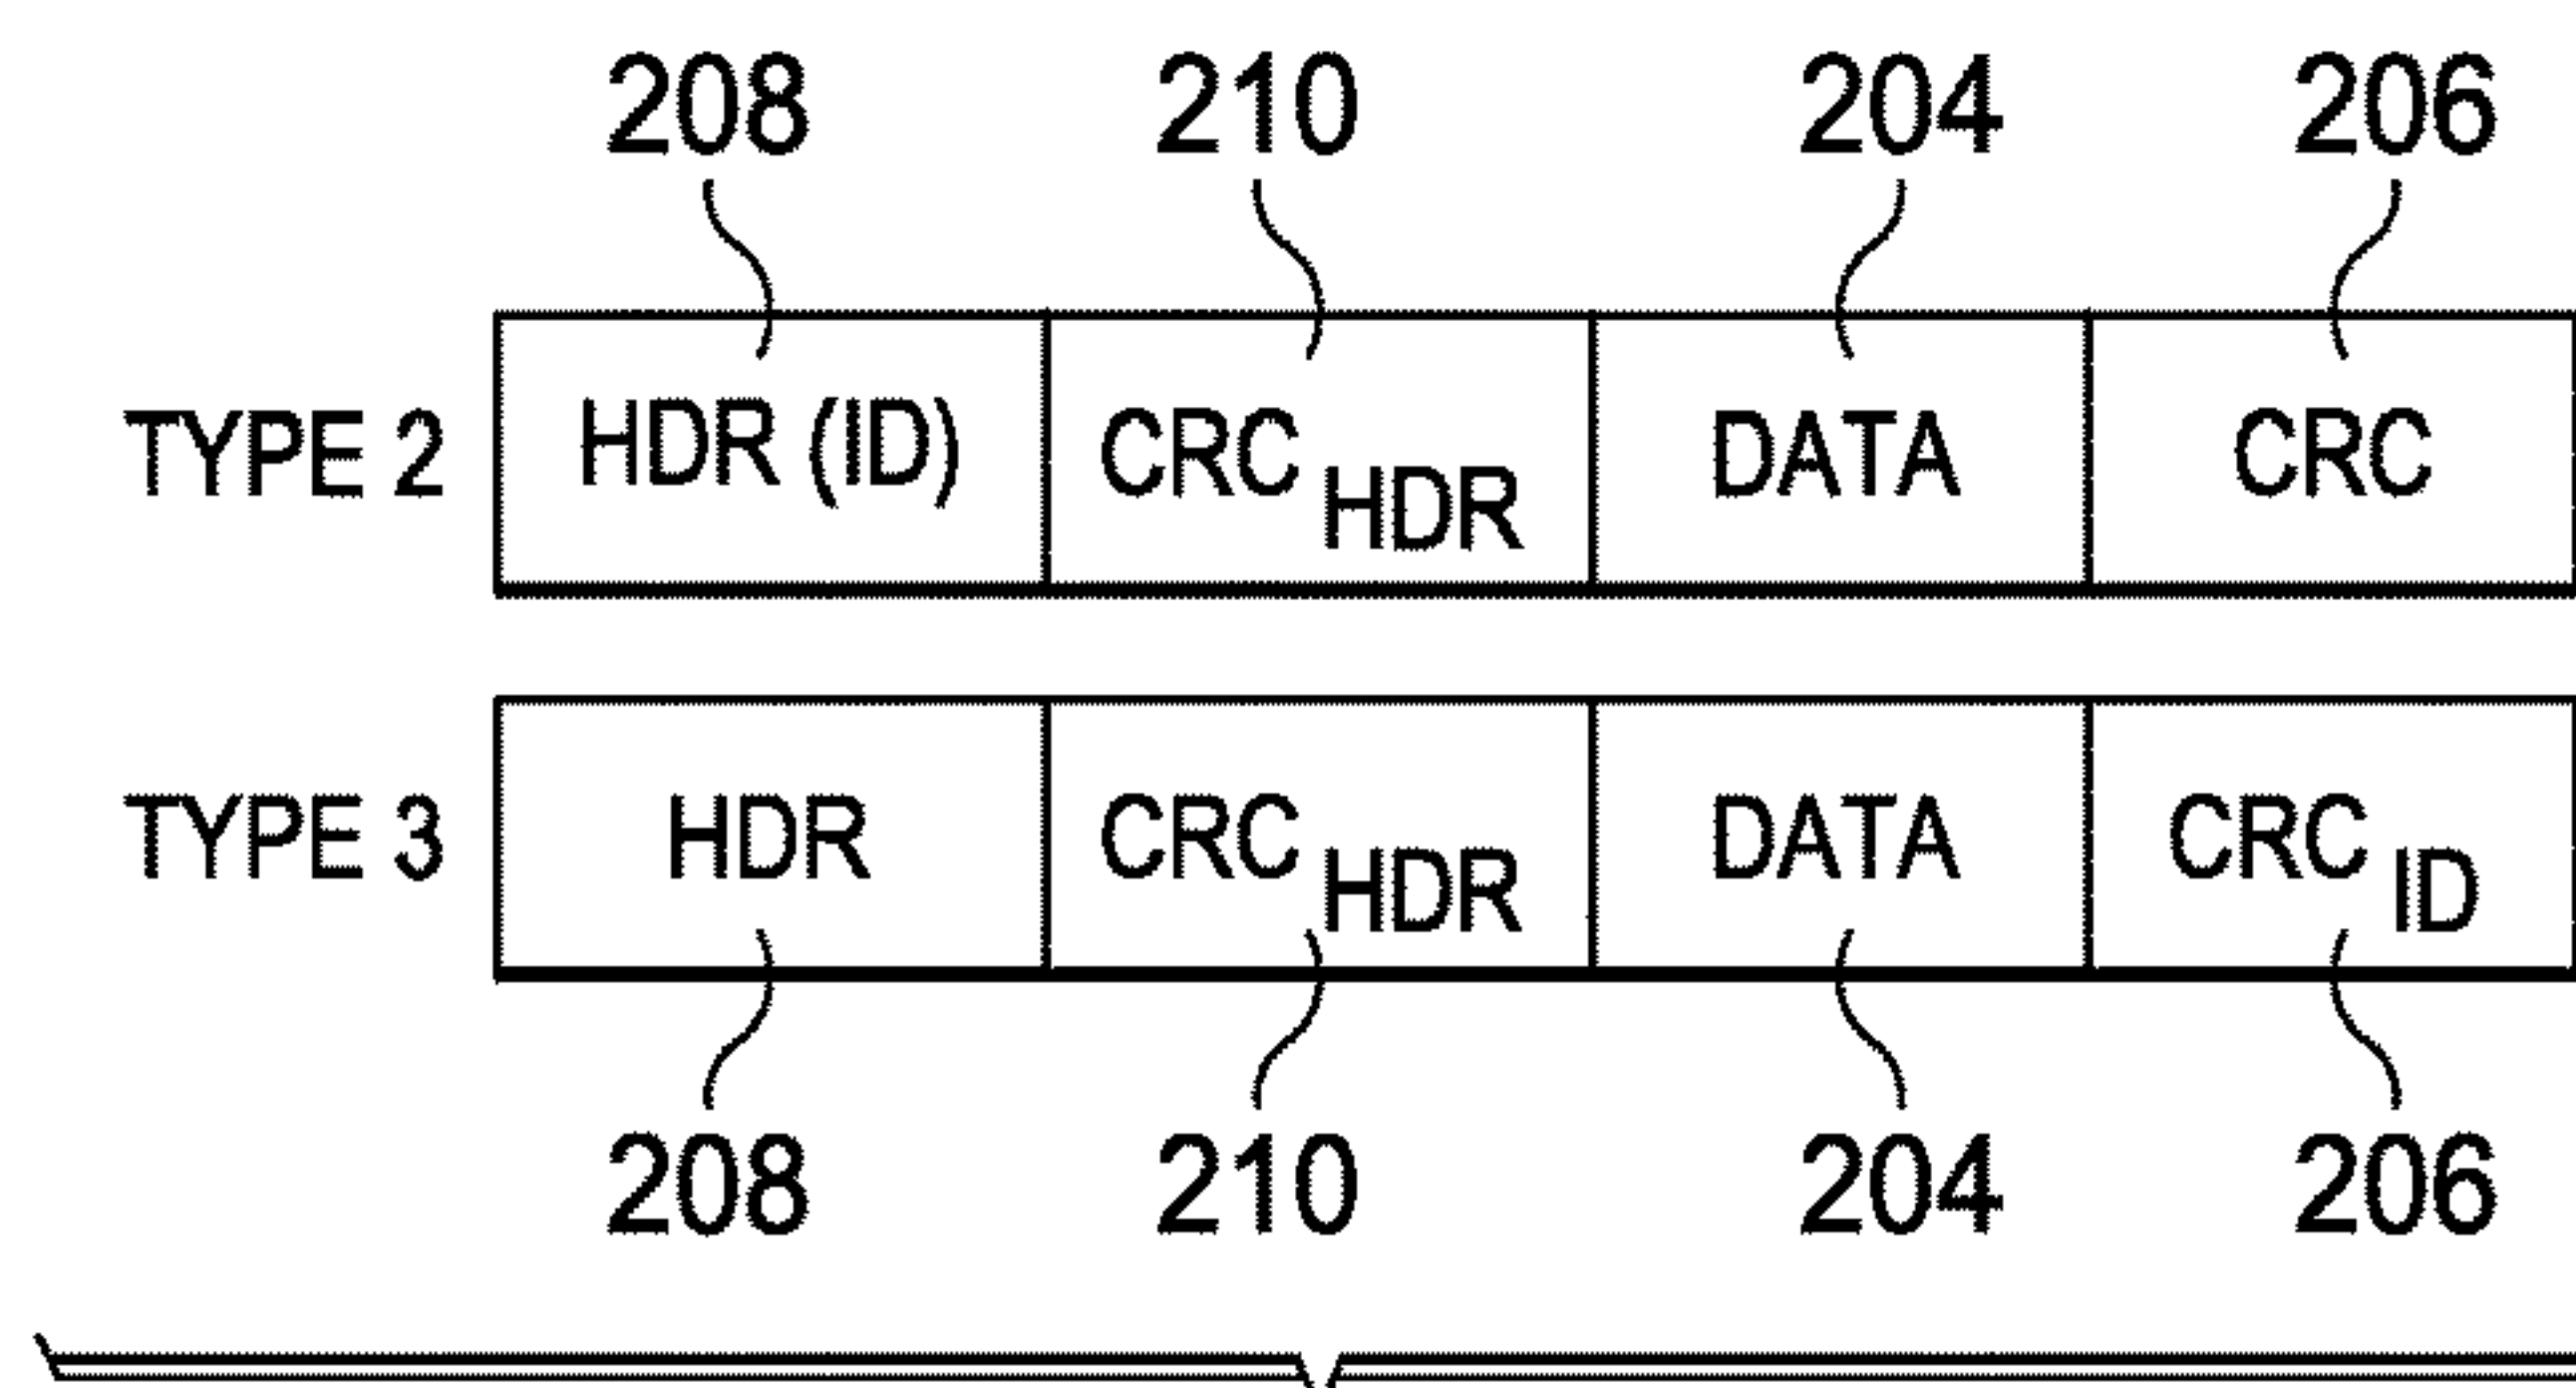 208 210 204 206
TYPE 2 HDR (ID) CRC HDR DATA CRC
TYPE 3 HDR CRC HDR DATA CRC ID
208 210 204 206